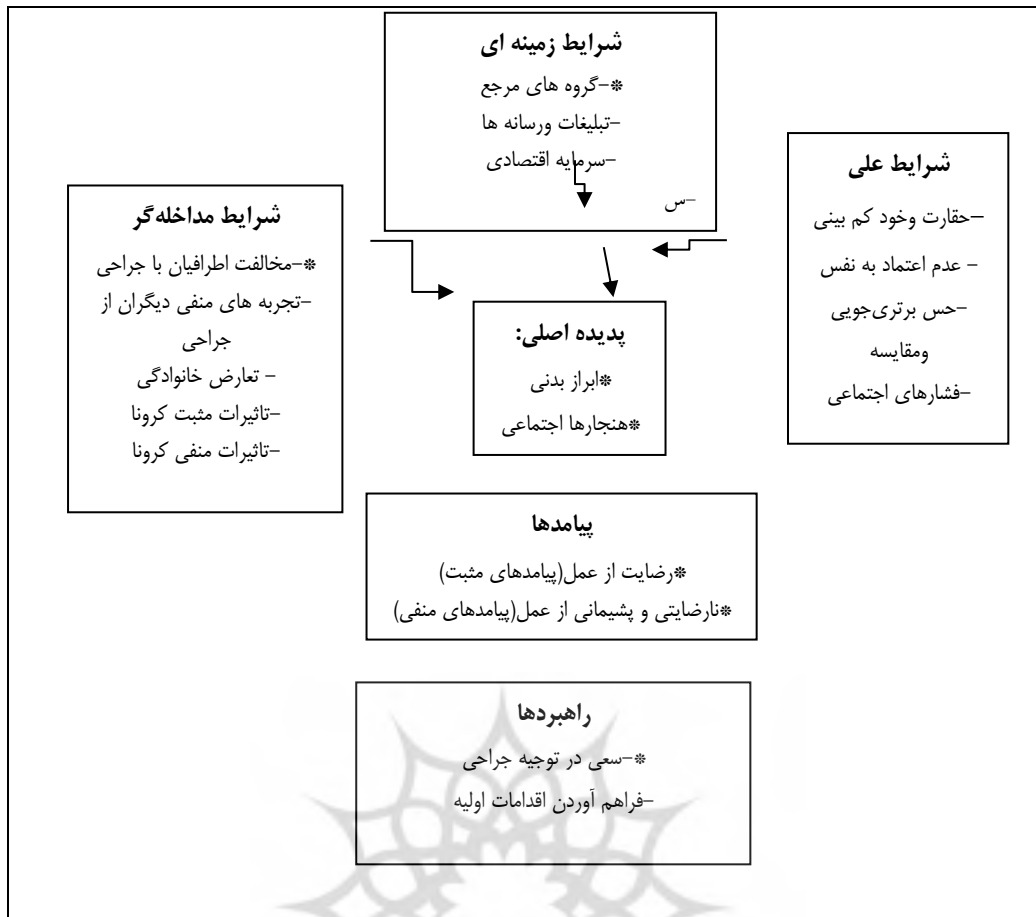 شرایط زمینه ای
*-گروه های مرجع
-تبلیغات ورسانه ها
-سرمایه اقتصادی
-س
شرایط علی
-حقارت وخود کم بینی
- عدم اعتماد به نفس
-حس برتری‌جویی
ومقایسه
-فشارهای اجتماعی
شرایط مداخله‌گر
*-مخالفت اطرافیان با جراحی
-تجربه های منفی دیگران از
جراحی
- تعارض خانوادگی
-تاثیرات مثبت کرونا
-تاثیرات منفی کرونا
پدیده اصلی:
*ابراز بدنی
*هنجارها اجتماعی
پیامدها
*رضایت از عمل(پیامدهای مثبت)
*نارضایتی و پشیمانی از عمل(پیامدهای منفی)
راهبردها
*-سعی در توجیه جراحی
-فراهم آوردن اقدامات اولیه